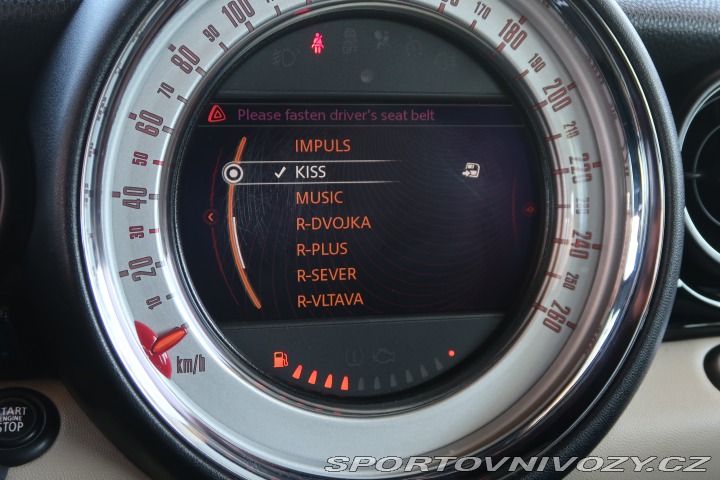 Please fasten driver's seat belt
IMPULS
KISS
MUSIC
R-DVOJKA
R-PLUS
R-SEVER
R-VLTAVA
10
20
30
40
50
60
70
80
90
100
160
170
180
190
200
210
220
230
240
250
260
km/h
START
ENGINE
STOP
SPORTOVNIVOZY.CZ